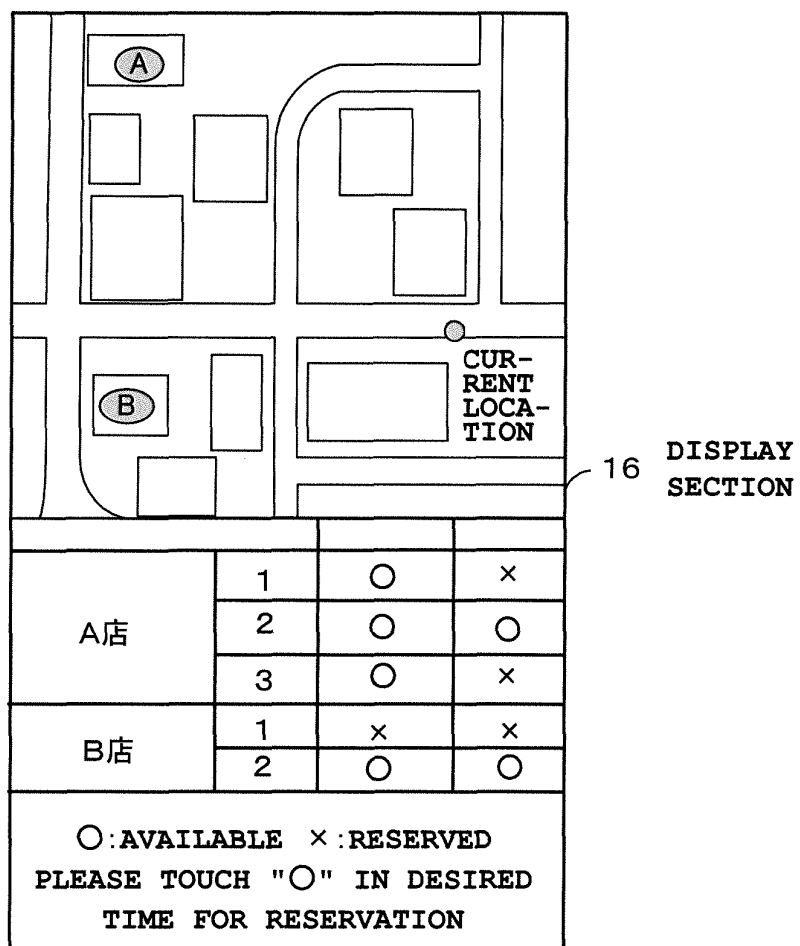 A
B
CUR-
RENT
LOCA-
TION
16
DISPLAY
SECTION
A店
1 ○ ×
2 ○ ○
3 ○ ×
B店
1 × ×
2 ○ ○
○:AVAILABLE ×:RESERVED
PLEASE TOUCH "○" IN DESIRED
TIME FOR RESERVATION